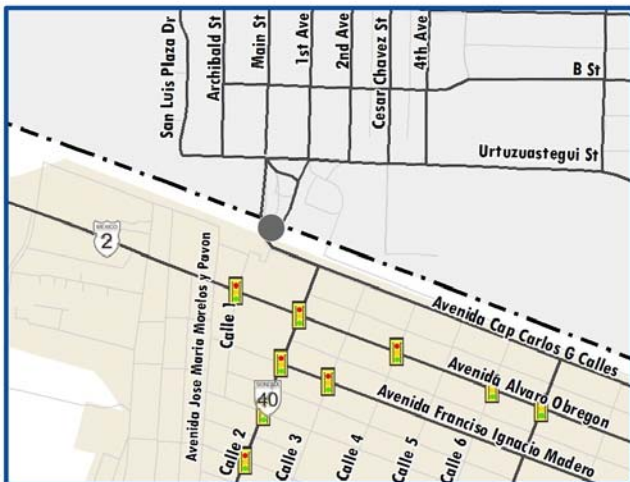 San Luis Plaza Dr
Archibald St
Main St
1st Ave
2nd Ave
Cesar Chavez St
4th Ave
B St
Urtuzuastegui St
MEXICO
2
Avenida Jose Maria Morelos y Pavon
Calle 1
Avenida Cap Carlos G Calles
Avenida Alvaro Obregon
Avenida Franciso Ignacio Madero
SONORA
40
Calle 2
Calle 3
Calle 4
Calle 5
Calle 6